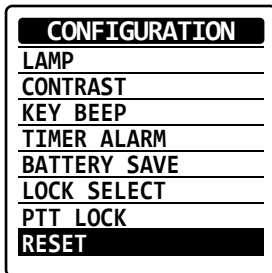 CONFIGURATION
LAMP
CONTRAST
KEY BEEP
TIMER ALARM
BATTERY SAVE
LOCK SELECT
PTT LOCK
RESET